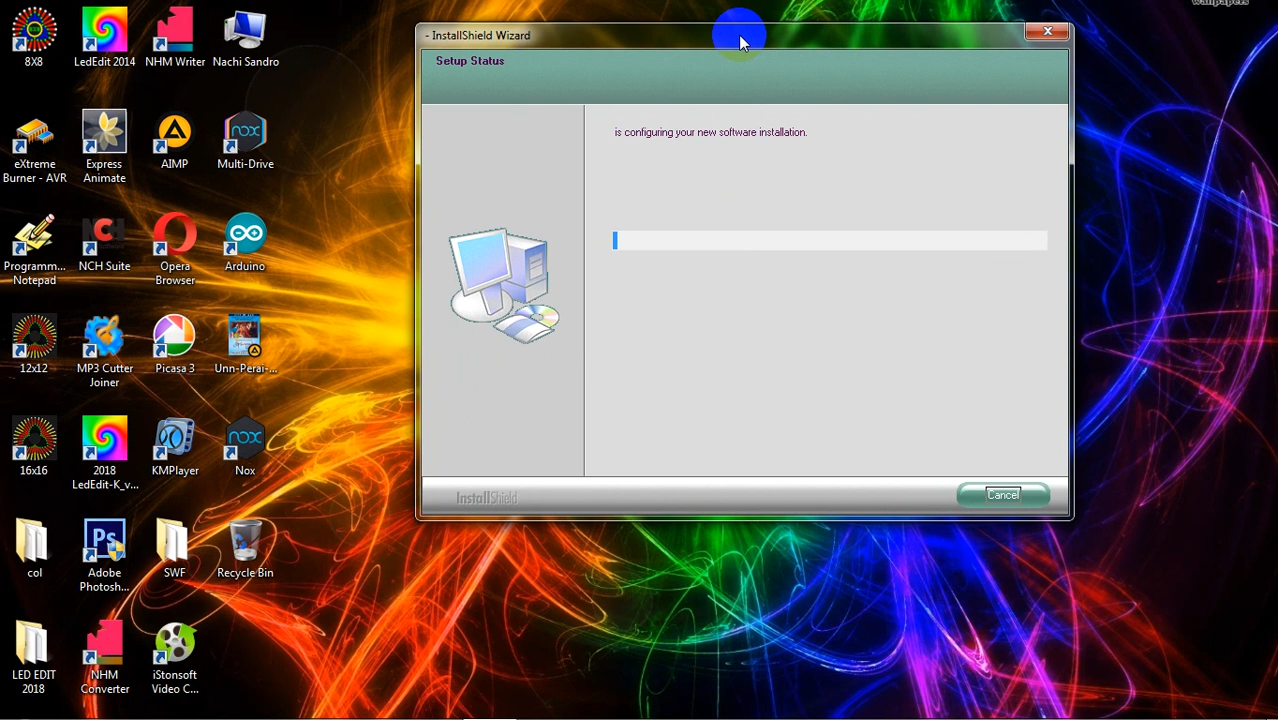 wallpapers
8X8
LedEdit 2014
NHM Writer
Nachi Sandro
eXtreme
Burner - AVR
Express
Animate
AIMP
Multi-Drive
Programm...
Notepad
NCH Suite
Opera
Browser
Arduino
12x12
MP3 Cutter
Joiner
Picasa 3
Unn-Perai-...
16x16
2018
LedEdit-K_v...
KMPlayer
Nox
col
Adobe
Photosh...
SWF
Recycle Bin
LED EDIT
2018
NHM
Converter
iStonsoft
Video C...
- InstallShield Wizard
Setup Status
is configuring your new software installation.
InstallShield
Cancel